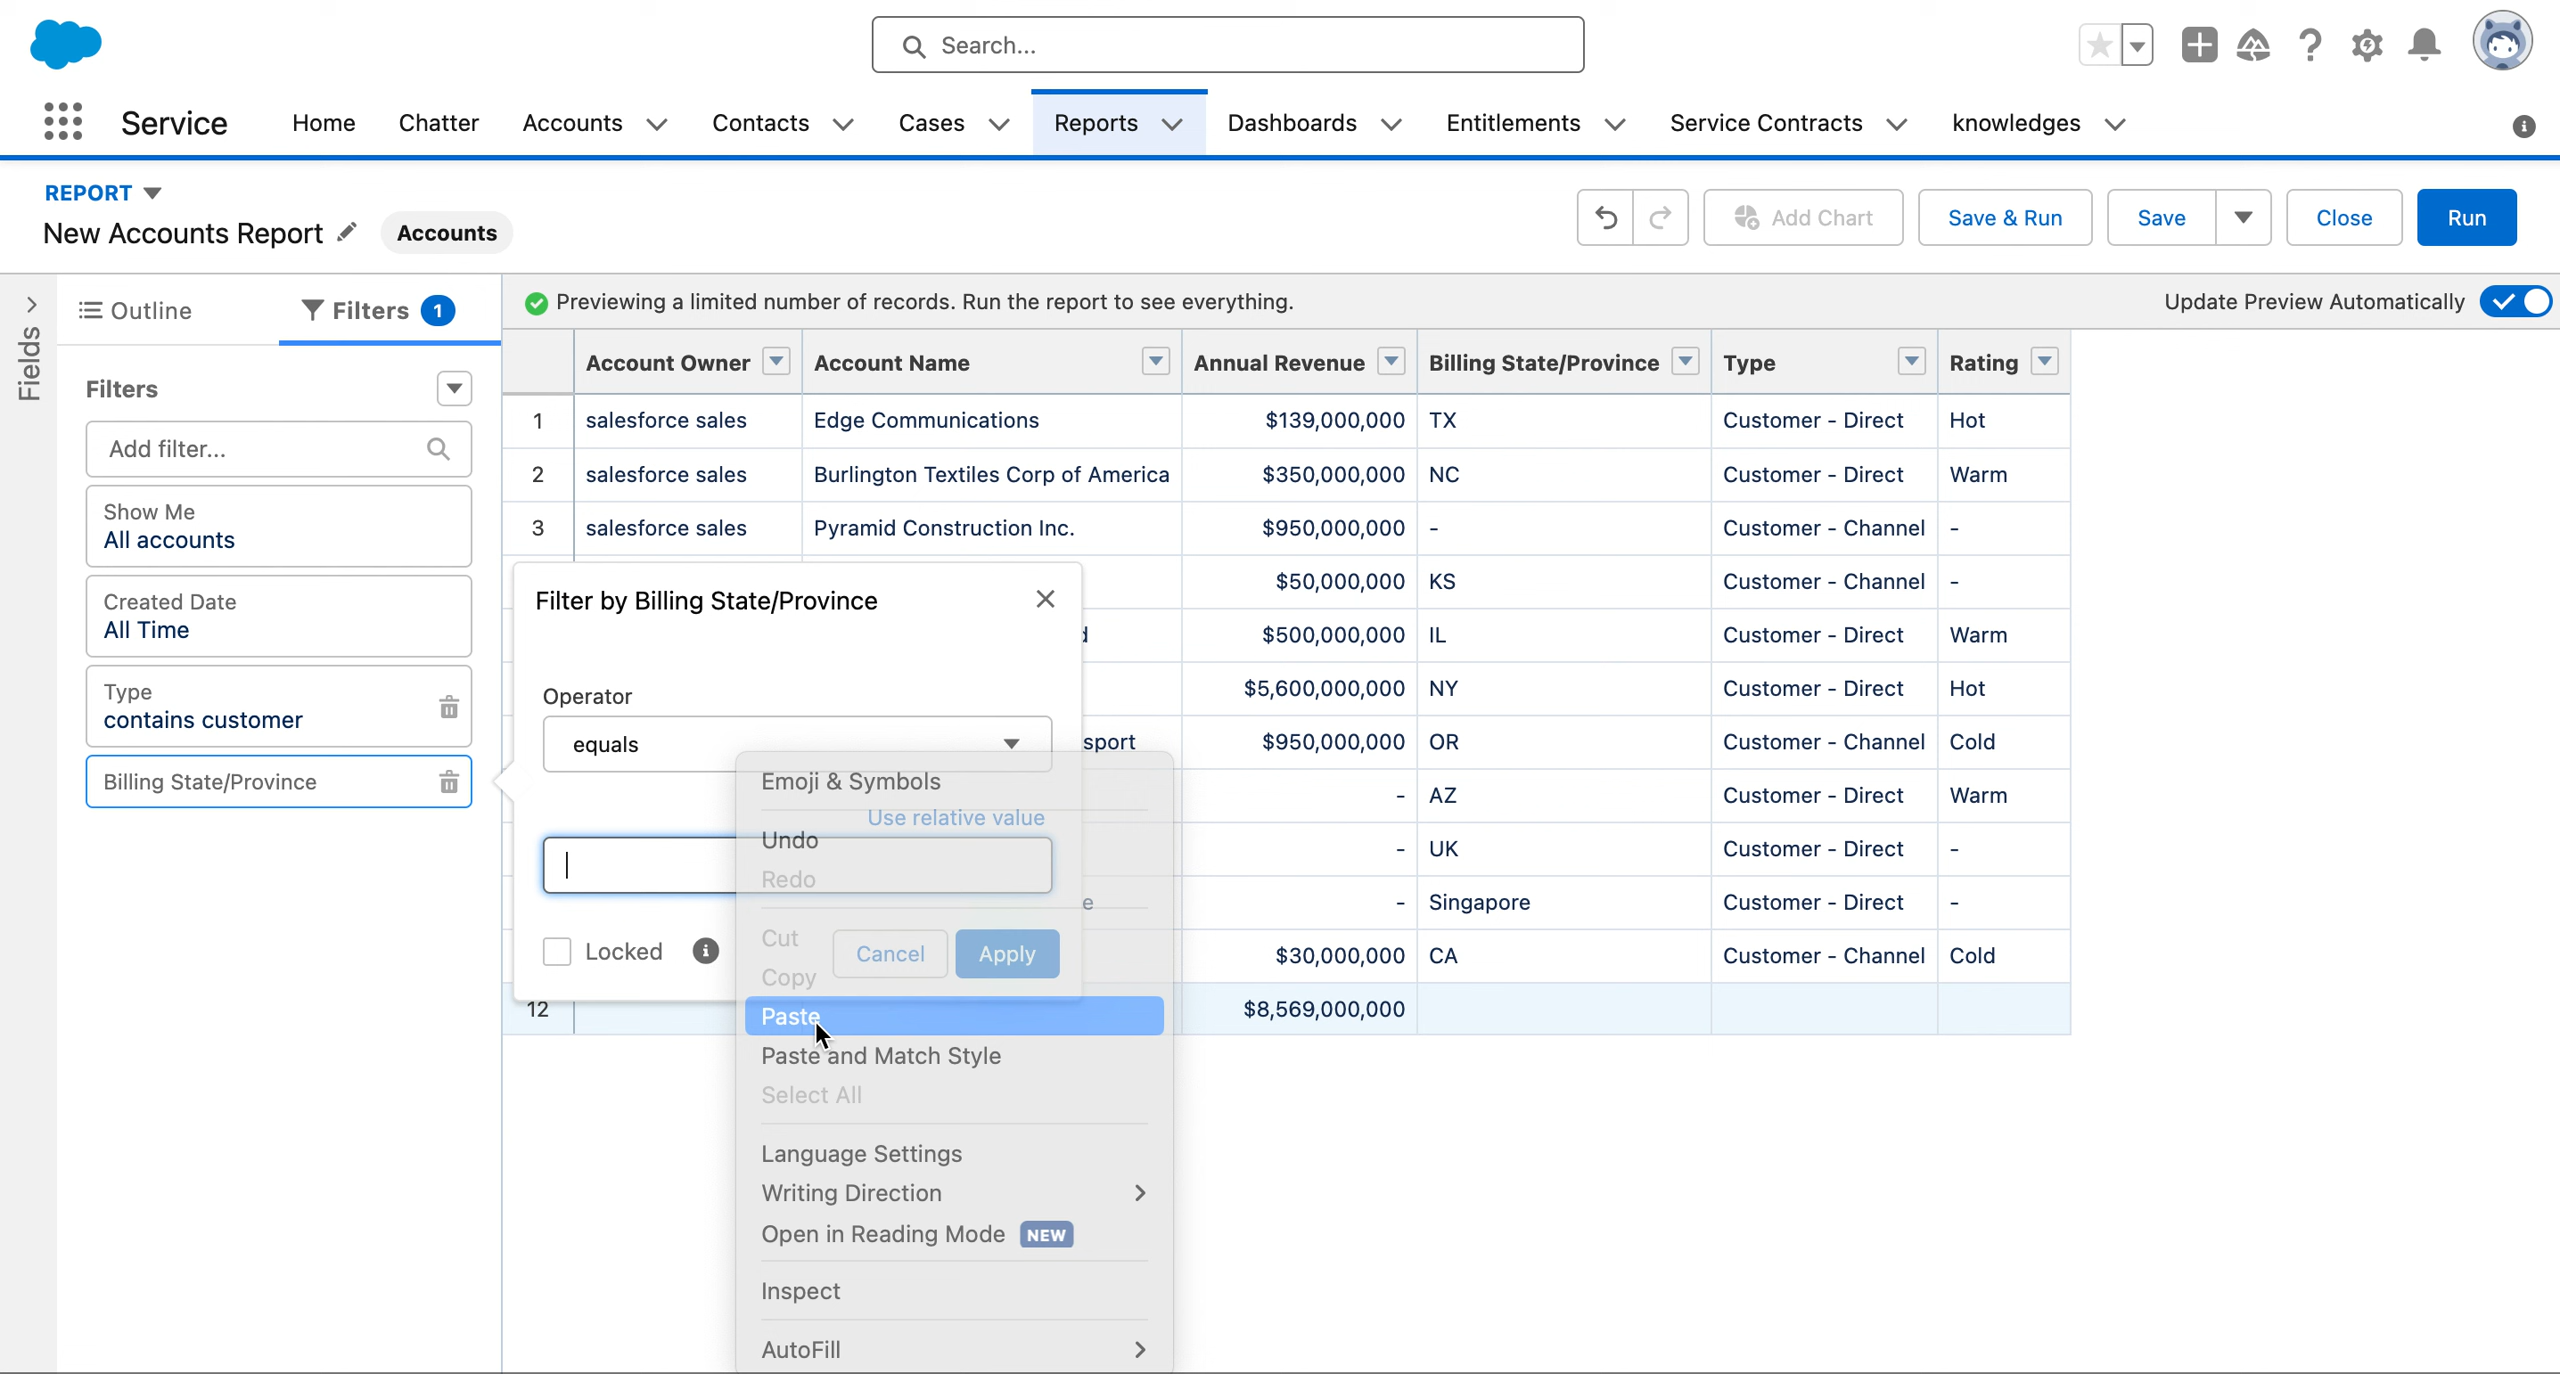 Search...
Service Home Chatter Accounts Contacts Cases Reports Dashboards Entitlements Service Contracts knowledges
REPORT
New Accounts Report Accounts
Add Chart Save & Run Save Close Run
Fields
Outline Filters 1
Previewing a limited number of records. Run the report to see everything. Update Preview Automatically
Filters
Add filter...
Show Me
All accounts
Created Date
All Time
Type
contains customer
Billing State/Province
Account Owner Account Name Annual Revenue Billing State/Province Type Rating
1 salesforce sales Edge Communications $139,000,000 TX Customer - Direct Hot
2 salesforce sales Burlington Textiles Corp of America $350,000,000 NC Customer - Direct Warm
3 salesforce sales Pyramid Construction Inc. $950,000,000 - Customer - Channel -
$50,000,000 KS Customer - Channel -
d $500,000,000 IL Customer - Direct Warm
$5,600,000,000 NY Customer - Direct Hot
sport $950,000,000 OR Customer - Channel Cold
- AZ Customer - Direct Warm
- UK Customer - Direct -
e - Singapore Customer - Direct -
$30,000,000 CA Customer - Channel Cold
12 $8,569,000,000
Filter by Billing State/Province
Operator
equals
Use relative value
Locked
Cancel Apply
Emoji & Symbols
Undo
Redo
Cut
Copy
Paste
Paste and Match Style
Select All
Language Settings
Writing Direction
Open in Reading Mode NEW
Inspect
AutoFill